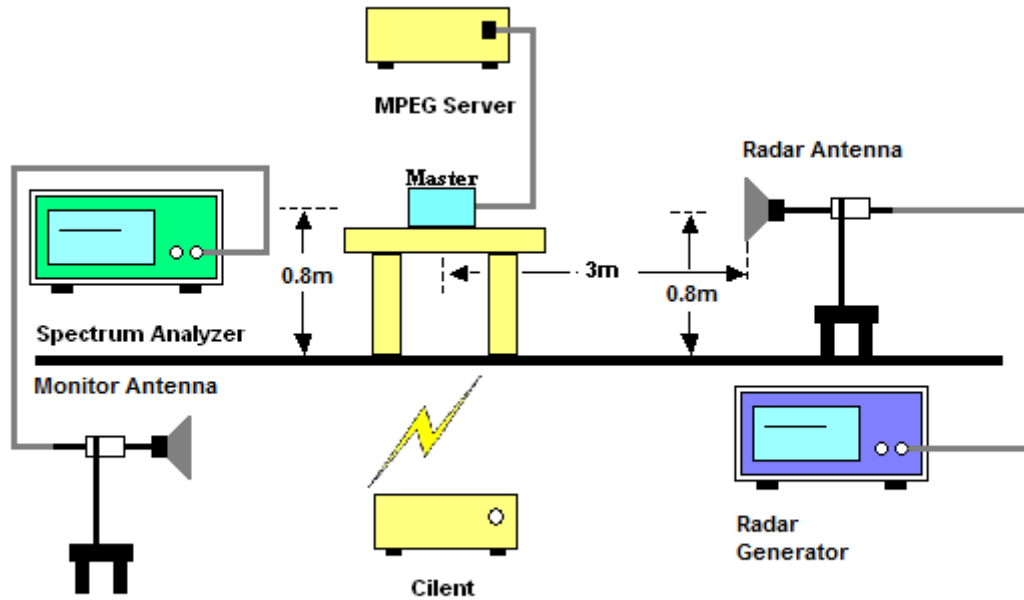 MPEG Server
Radar Antenna
Master
0.8m
3m
0.8m
Spectrum Analyzer
Monitor Antenna
Radar
Generator
Cilent